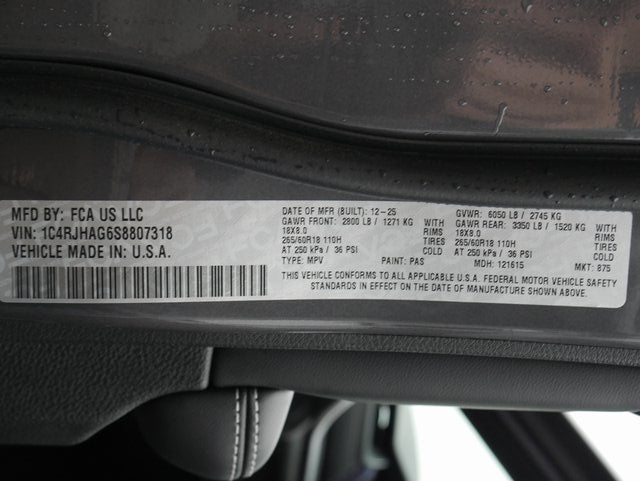 MFD BY: FCA US LLC
VIN: 1C4RJHAG6S8807318
VEHICLE MADE IN: U.S.A.
DATE OF MFR (BUILT): 12-25 GVWR: 6050 LB / 2745 KG
GAWR FRONT: 2800 LB / 1271 KG WITH GAWR REAR: 3350 LB / 1520 KG WITH
18X8.0 RIMS 18X8.0 RIMS
265/60R18 110H TIRES 265/60R18 110H TIRES
AT 250 kPa / 36 PSI COLD AT 250 kPa / 36 PSI COLD
TYPE: MPV PAINT: PAS MDH: 121615 MKT: 875
THIS VEHICLE CONFORMS TO ALL APPLICABLE U.S.A. FEDERAL MOTOR VEHICLE SAFETY
STANDARDS IN EFFECT ON THE DATE OF MANUFACTURE SHOWN ABOVE.